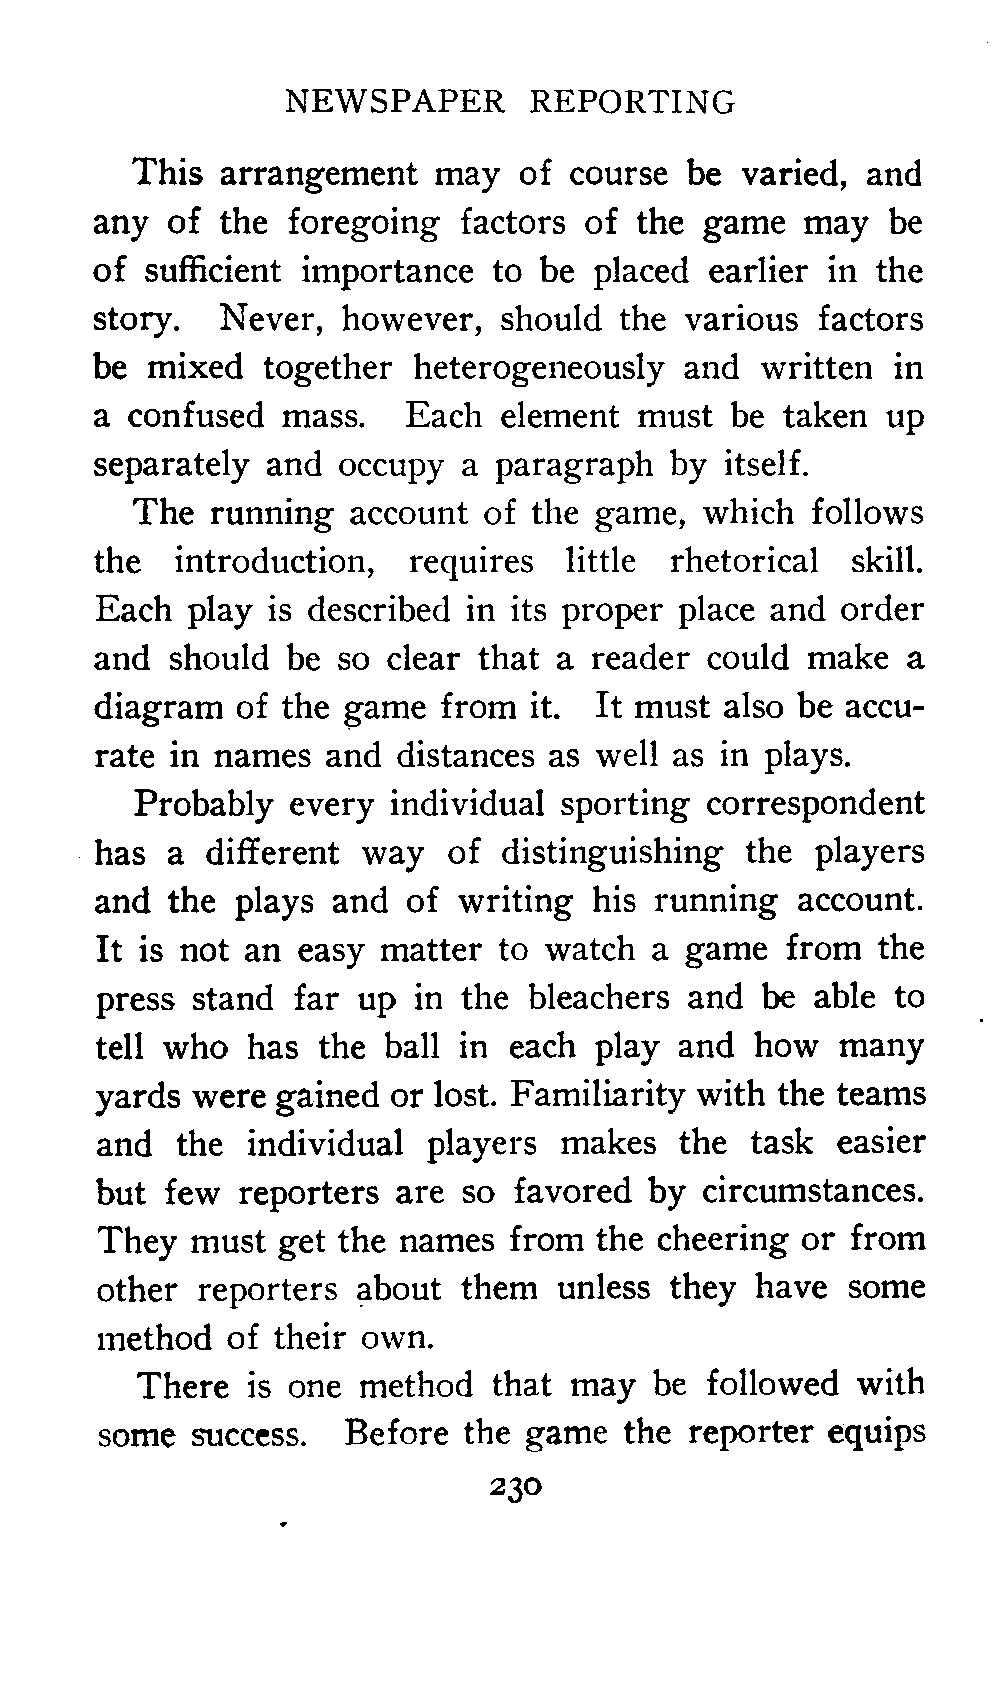 NEWSPAPER REPORTING
This arrangement may of course be varied, and
any of the foregoing factors of the game may be
of sufficient importance to be placed earlier in the
story. Never, however, should the various factors
be mixed together heterogeneously and written in
a confused mass. Each element must be taken up
separately and occupy a paragraph by itself.
The running account of the game, which follows
the introduction, requires little rhetorical skill.
Each play is described in its proper place and order
and should be so clear that a reader could make a
diagram of the game from it. It must also be accu-
rate in names and distances as well as in plays.
Probably every individual sporting correspondent
has a different way of distinguishing the players
and the plays and of writing his running account.
It is not an easy matter to watch a game from the
press stand far up in the bleachers and be able to
tell who has the ball in each play and how many
yards were gained or lost. Familiarity with the teams
and the individual players makes the task easier
but few reporters are so favored by circumstances.
They must get the names from the cheering or from
other reporters about them unless they have some
method of their own.
There is one method that may be followed with
some success. Before the game the reporter equips
230